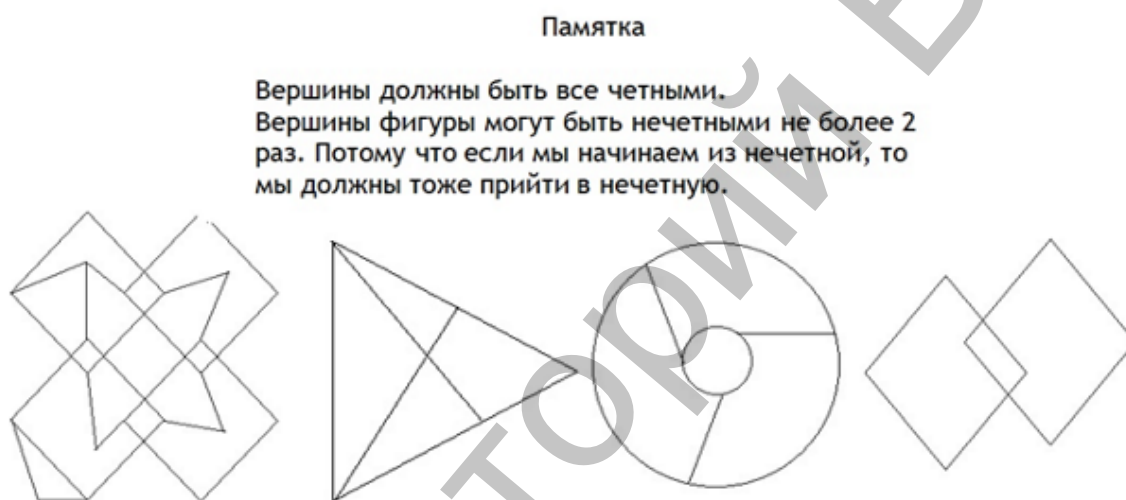 Памятка
Вершины должны быть все четными.
Вершины фигуры могут быть нечетными не более 2
раз. Потому что если мы начинаем из нечетной, то
мы должны тоже прийти в нечетную.
ТОРИЙ В